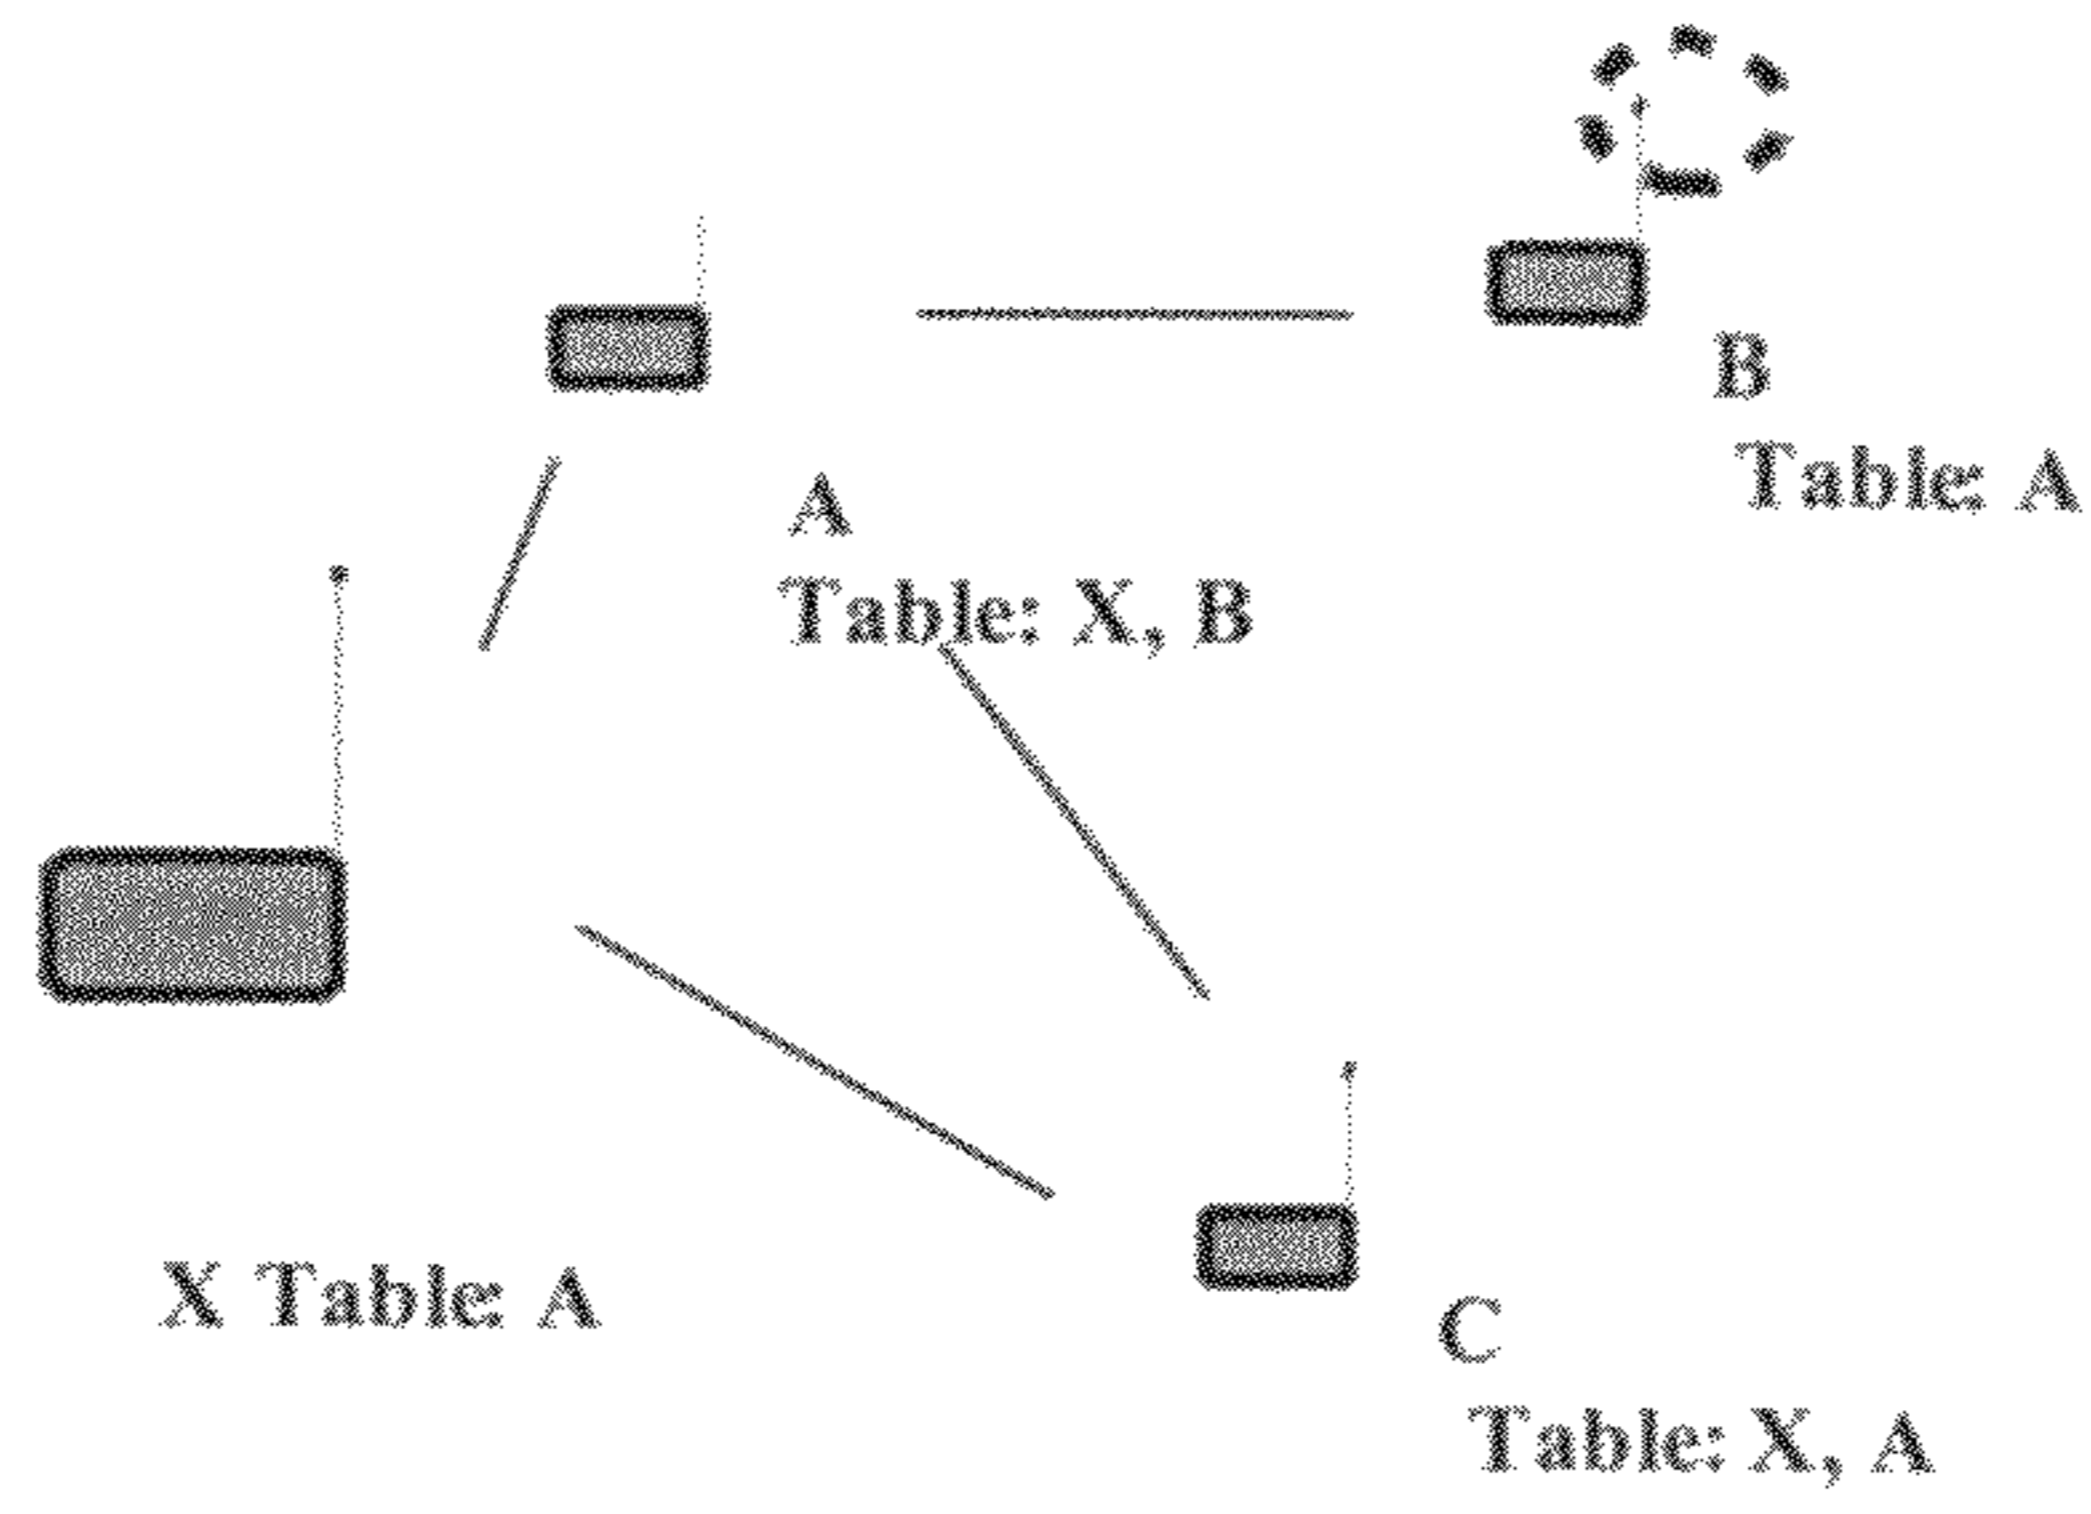 B
Table: A
A
Table: X, B
X Table: A
C
Table: X, A